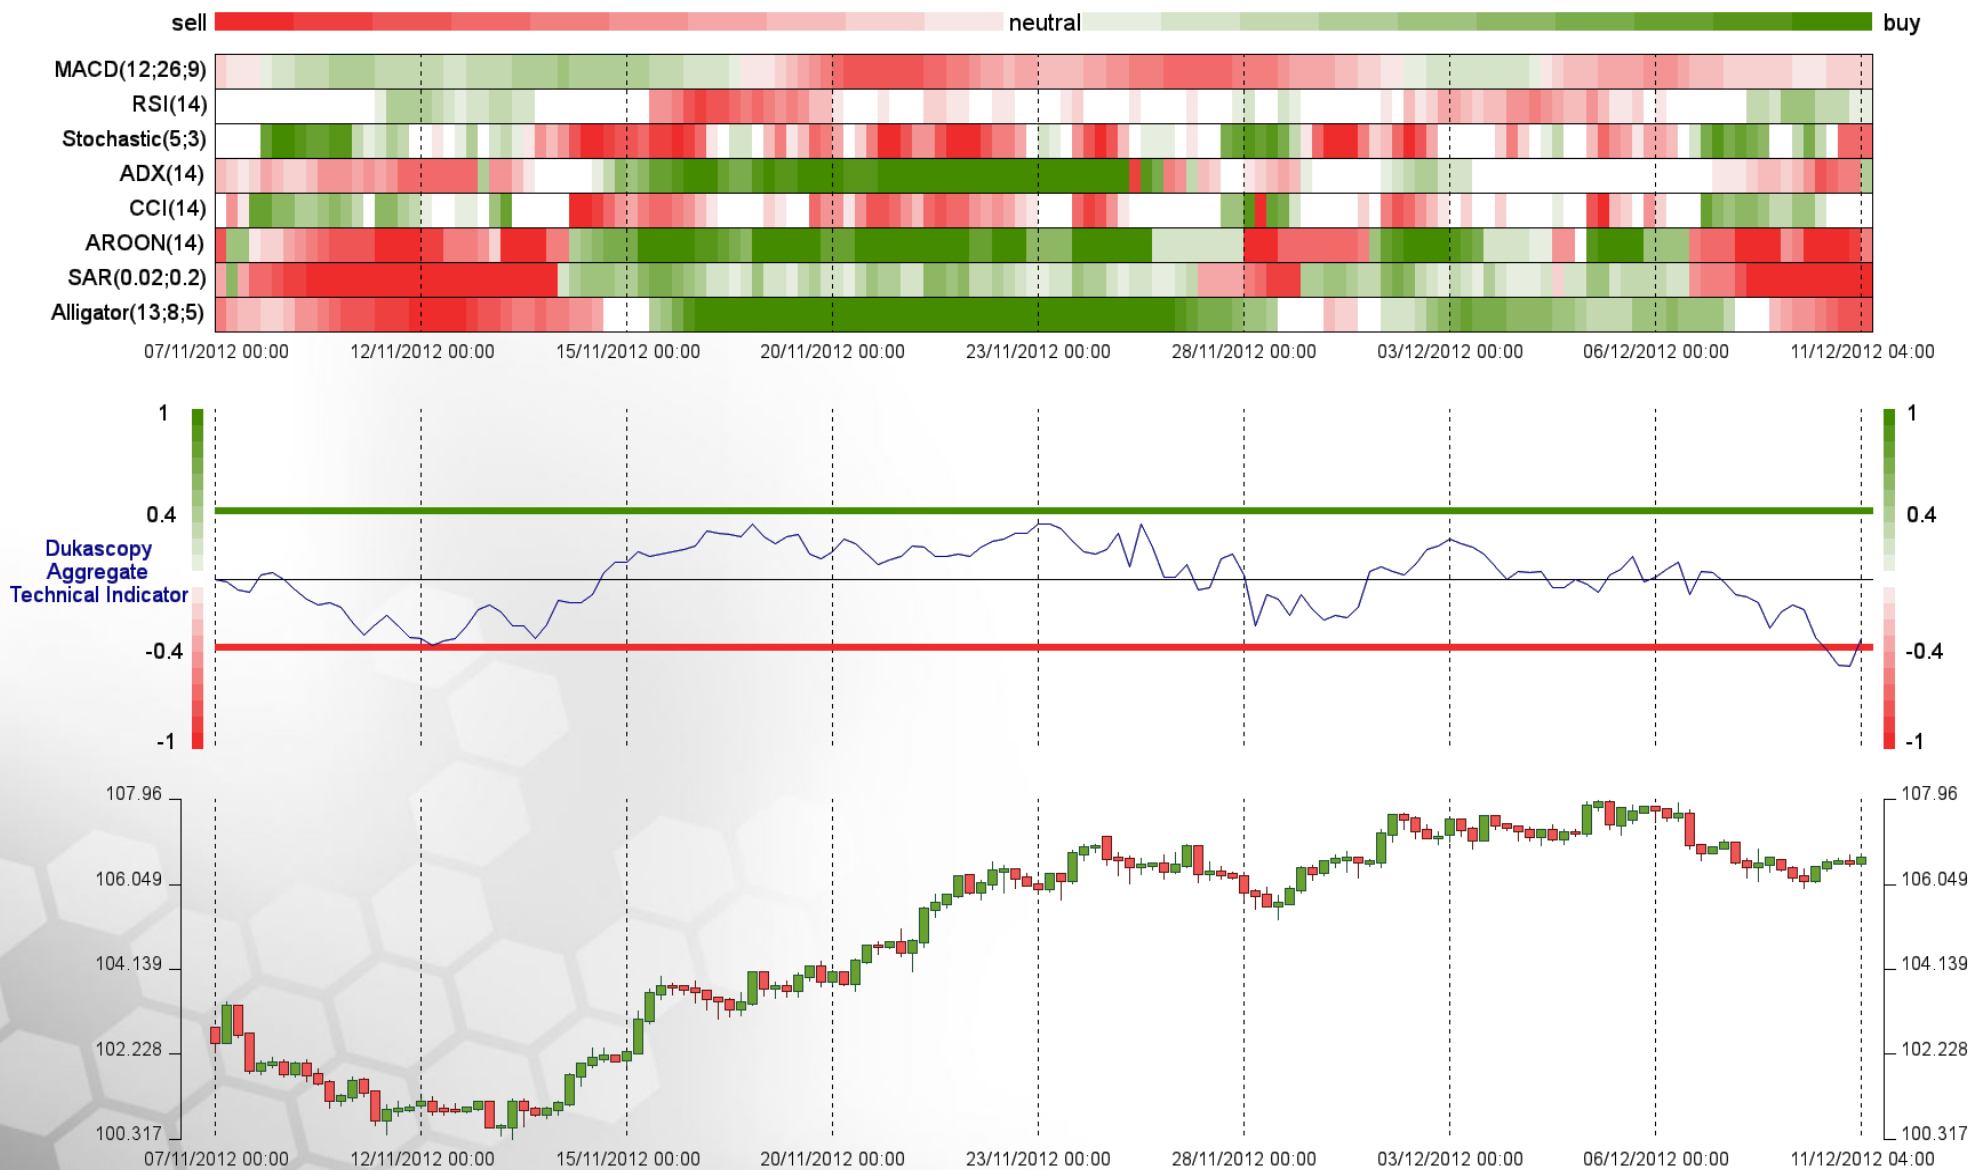 sell neutral buy
MACD(12;26;9)
RSI(14)
Stochastic(5;3)
ADX(14)
CCI(14)
AROON(14)
SAR(0.02;0.2)
Alligator(13;8;5)
07/11/2012 00:00 12/11/2012 00:00 15/11/2012 00:00 20/11/2012 00:00 23/11/2012 00:00 28/11/2012 00:00 03/12/2012 00:00 06/12/2012 00:00 11/12/2012 04:00
1 1
0.4 0.4
Dukascopy
Aggregate
Technical Indicator
-0.4 -0.4
-1 -1
107.96 107.96
106.049 106.049
104.139 104.139
102.228 102.228
100.317 100.317
07/11/2012 00:00 12/11/2012 00:00 15/11/2012 00:00 20/11/2012 00:00 23/11/2012 00:00 28/11/2012 00:00 03/12/2012 00:00 06/12/2012 00:00 11/12/2012 04:00